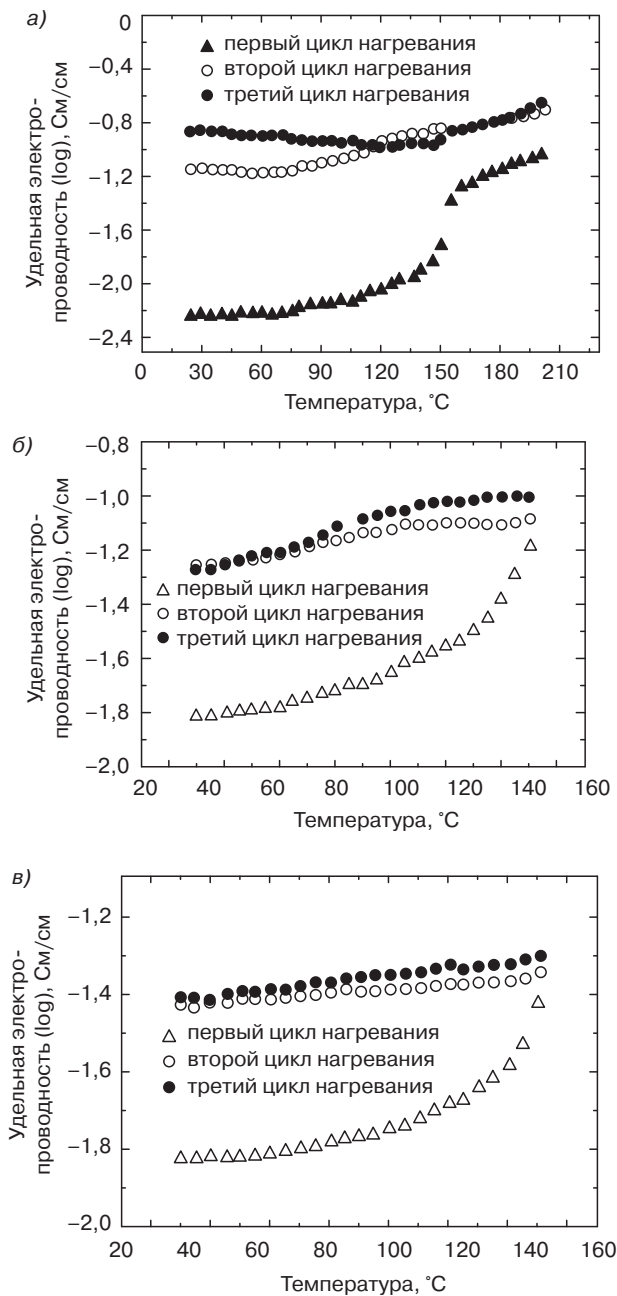 а)
Удельная электро-
проводность (log), См/см
0
−0,4
−0,8
−1,2
−1,6
−2,0
−2,4
первый цикл нагревания
второй цикл нагревания
третий цикл нагревания
0 30 60 90 120 150 180 210
Температура, °C
б)
Удельная электро-
проводность (log), См/см
−0,8
−1,0
−1,2
−1,4
−1,6
−1,8
−2,0
первый цикл нагревания
второй цикл нагревания
третий цикл нагревания
20 40 60 80 100 120 140 160
Температура, °C
в)
Удельная электро-
проводность (log), См/см
−1,2
−1,4
−1,6
−1,8
−2,0
первый цикл нагревания
второй цикл нагревания
третий цикл нагревания
20 40 60 80 100 120 140 160
Температура, °C